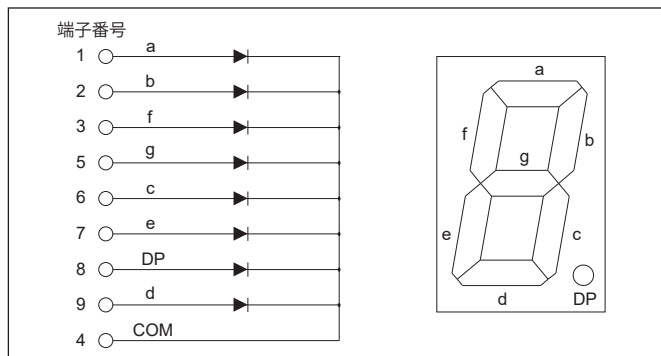 端子番号
1 a
2 b
3 f
5 g
6 c
7 e
8 DP
9 d
4 COM
a
f b
g
e c
d DP